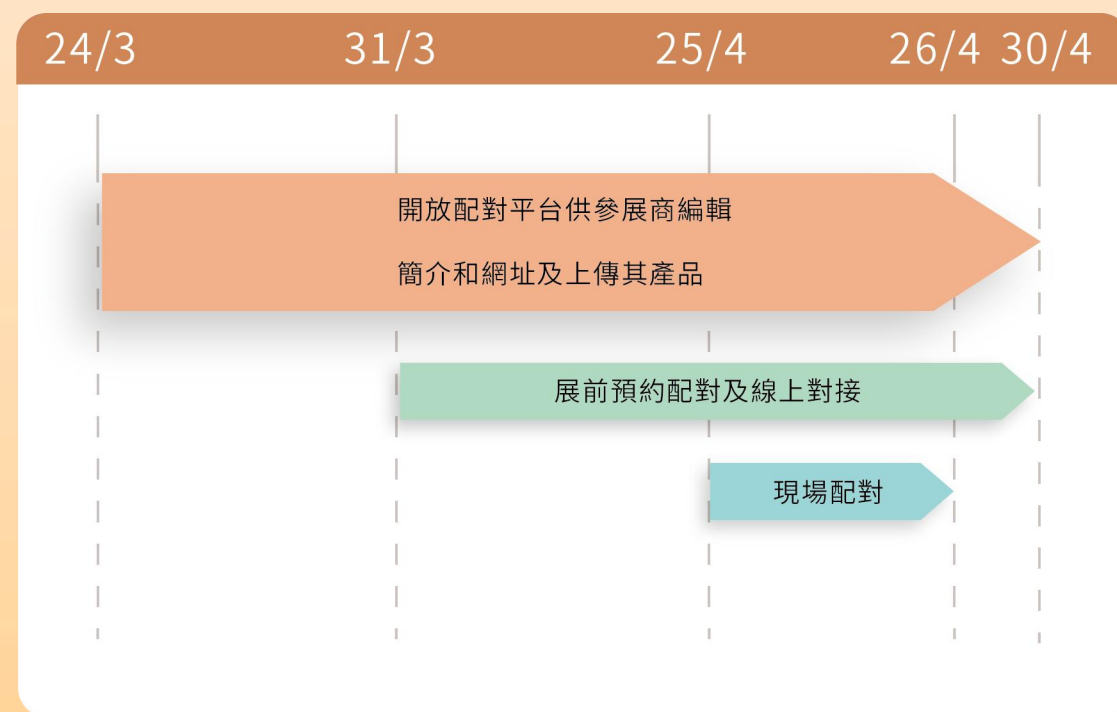 24/3 31/3 25/4 26/4 30/4
開放配對平台供參展商編輯
簡介和網址及上傳其產品
展前預約配對及線上對接
現場配對